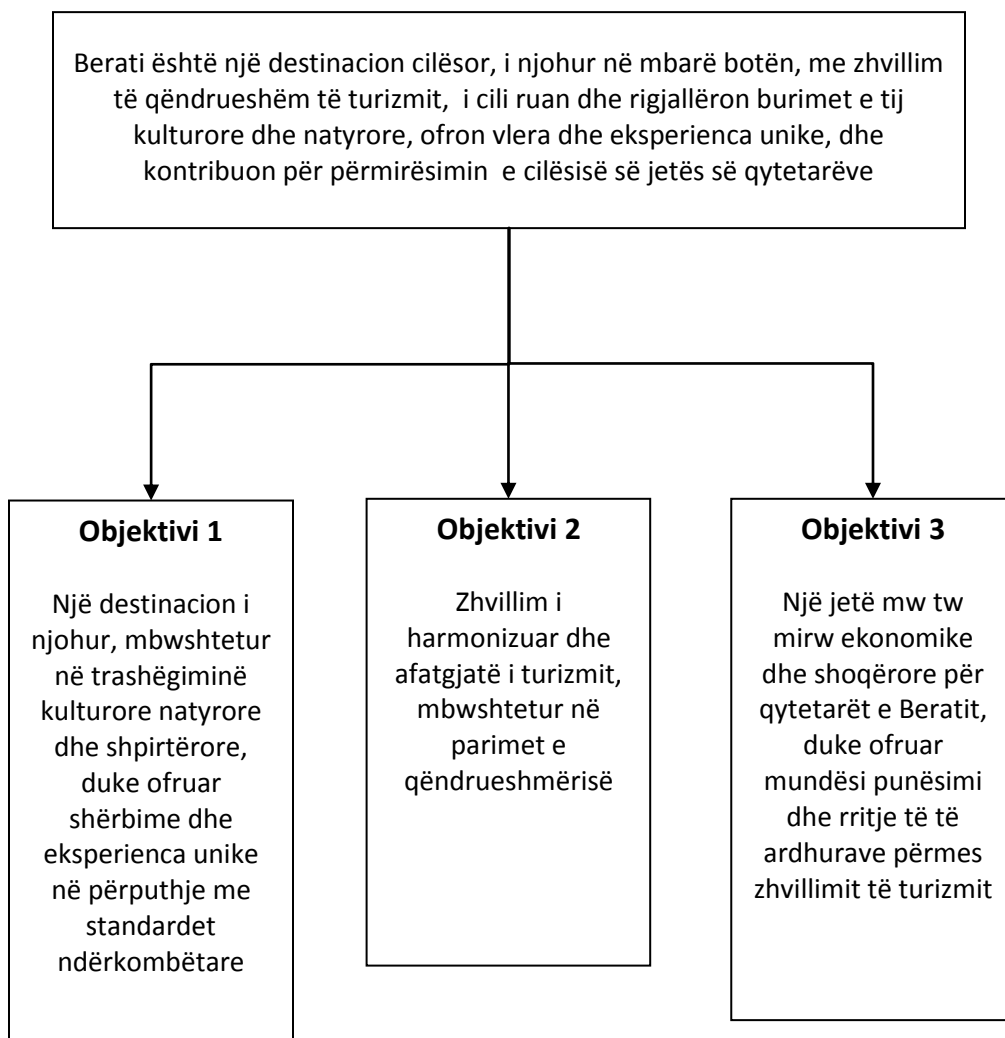 Berati është një destinacion cilësor, i njohur në mbarë botën, me zhvillim
të qëndrueshëm të turizmit,  i cili ruan dhe rigjallëron burimet e tij
kulturore dhe natyrore, ofron vlera dhe eksperienca unike, dhe
kontribuon për përmirësimin  e cilësisë së jetës së qytetarëve
Objektivi 1
Një destinacion i
njohur, mbwshtetur
në trashëgiminë
kulturore natyrore
dhe shpirtërore,
duke ofruar
shërbime dhe
eksperienca unike
në përputhje me
standardet
ndërkombëtare
Objektivi 2
Zhvillim i
harmonizuar dhe
afatgjatë i turizmit,
mbwshtetur në
parimet e
qëndrueshmërisë
Objektivi 3
Një jetë mw tw
mirw ekonomike
dhe shoqërore për
qytetarët e Beratit,
duke ofruar
mundësi punësimi
dhe rritje të të
ardhurave përmes
zhvillimit të turizmit